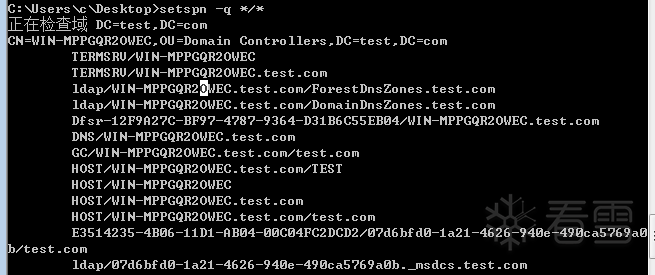 C:\Users\c\Desktop>setspn -q */*
正在检查域 DC=test,DC=com
CN=WIN-MPPGQR2OWEC,OU=Domain Controllers,DC=test,DC=com
TERMSRV/WIN-MPPGQR2OWEC
TERMSRV/WIN-MPPGQR2OWEC.test.com
ldap/WIN-MPPGQR2OWEC.test.com/ForestDnsZones.test.com
ldap/WIN-MPPGQR2OWEC.test.com/DomainDnsZones.test.com
Dfsr-12F9A27C-BF97-4787-9364-D31B6C55EB04/WIN-MPPGQR2OWEC.test.com
DNS/WIN-MPPGQR2OWEC.test.com
GC/WIN-MPPGQR2OWEC.test.com/test.com
HOST/WIN-MPPGQR2OWEC.test.com/TEST
HOST/WIN-MPPGQR2OWEC
HOST/WIN-MPPGQR2OWEC.test.com
HOST/WIN-MPPGQR2OWEC.test.com/test.com
E3514235-4B06-11D1-AB04-00C04FC2DCD2/07d6bfd0-1a21-4626-940e-490ca5769a0
b/test.com
ldap/07d6bfd0-1a21-4626-940e-490ca5769a0b._msdcs.test.com
看雪